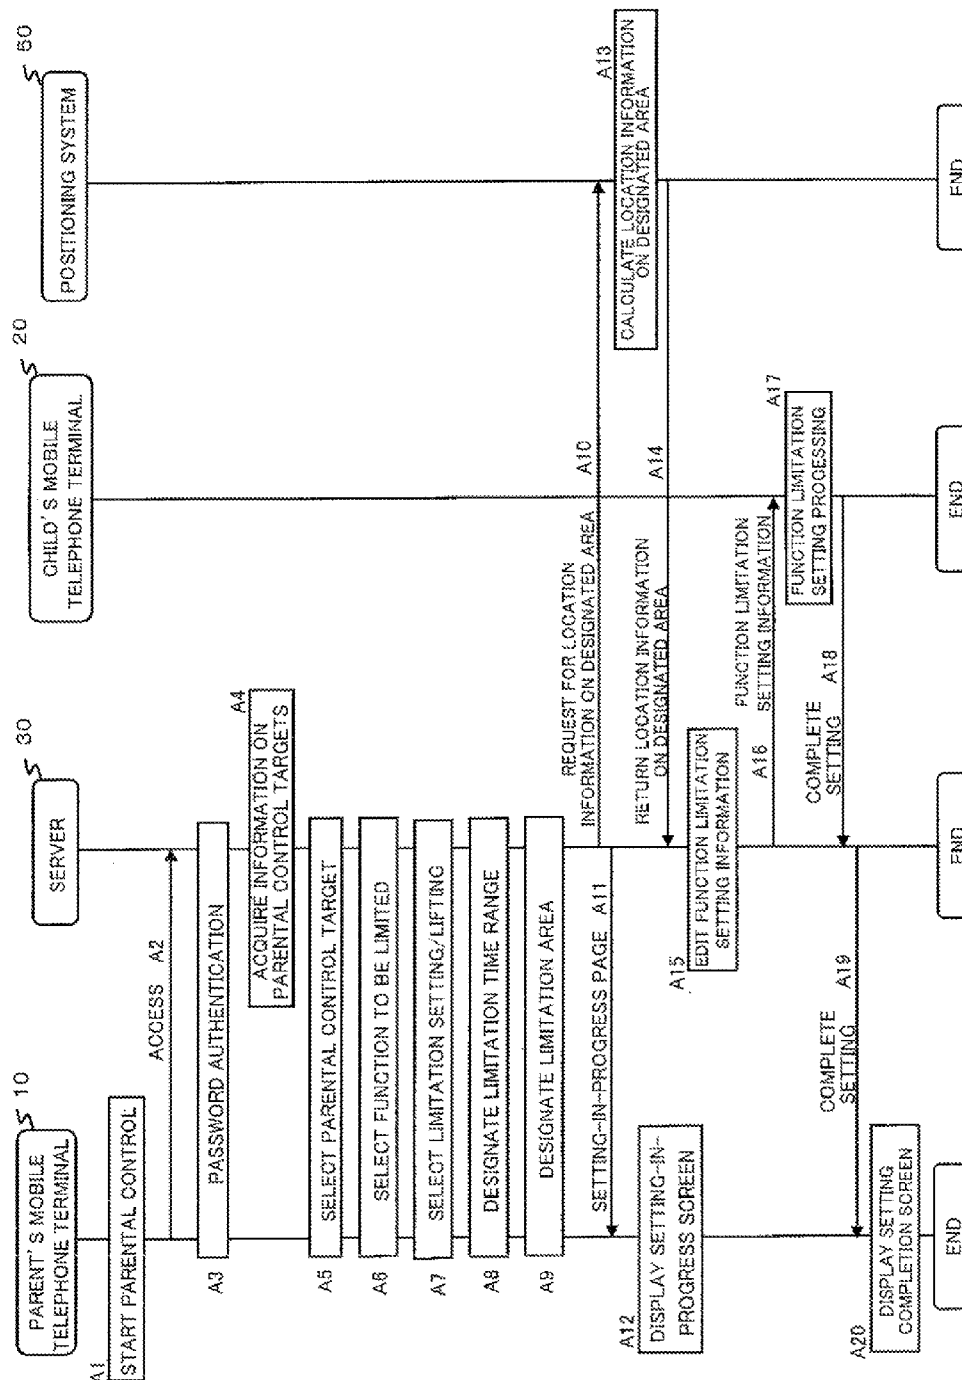 PARENT'S MOBILE
TELEPHONE TERMINAL
10
SERVER
30
CHILD'S MOBILE
TELEPHONE TERMINAL
20
POSITIONING SYSTEM
50
A1
START PARENTAL CONTROL
ACCESS A2
A3
PASSWORD AUTHENTICATION
A4
ACQUIRE INFORMATION ON
PARENTAL CONTROL TARGETS
A5
SELECT PARENTAL CONTROL TARGET
A6
SELECT FUNCTION TO BE LIMITED
A7
SELECT LIMITATION SETTING/LIFTING
A8
DESIGNATE LIMITATION TIME RANGE
A9
DESIGNATE LIMITATION AREA
REQUEST FOR LOCATION
INFORMATION ON DESIGNATED AREA
A10
SETTING-IN-PROGRESS PAGE A11
A12
DISPLAY SETTING-IN-
PROGRESS SCREEN
A13
CALCULATE LOCATION INFORMATION
ON DESIGNATED AREA
RETURN LOCATION INFORMATION
ON DESIGNATED AREA
A14
A15
EDIT FUNCTION LIMITATION
SETTING INFORMATION
A16
FUNCTION LIMITATION
SETTING INFORMATION
A17
FUNCTION LIMITATION
SETTING PROCESSING
COMPLETE
SETTING
A18
COMPLETE
SETTING
A19
A20
DISPLAY SETTING
COMPLETION SCREEN
END
END
END
END